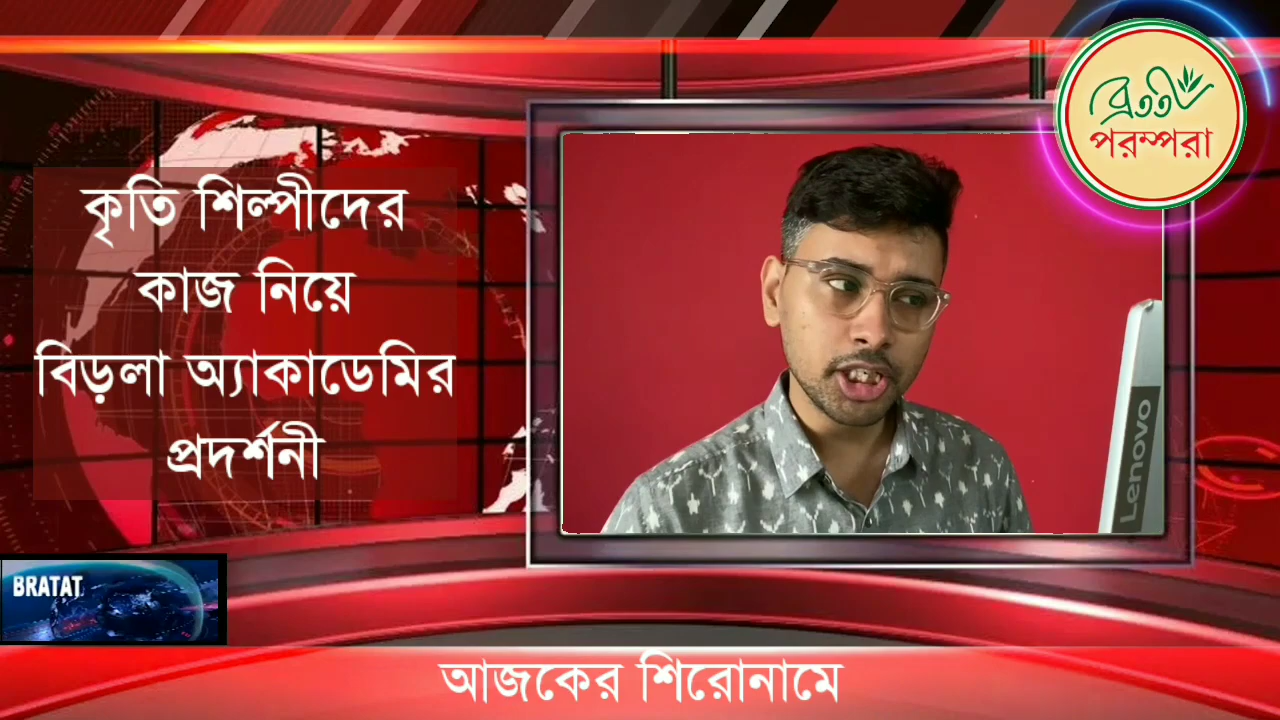 ব্রততী
পরম্পরা
কৃতি শিল্পীদের
কাজ নিয়ে
বিড়লা অ্যাকাডেমির
প্রদর্শনী
Lenovo
BRATAT
আজকের শিরোনামে